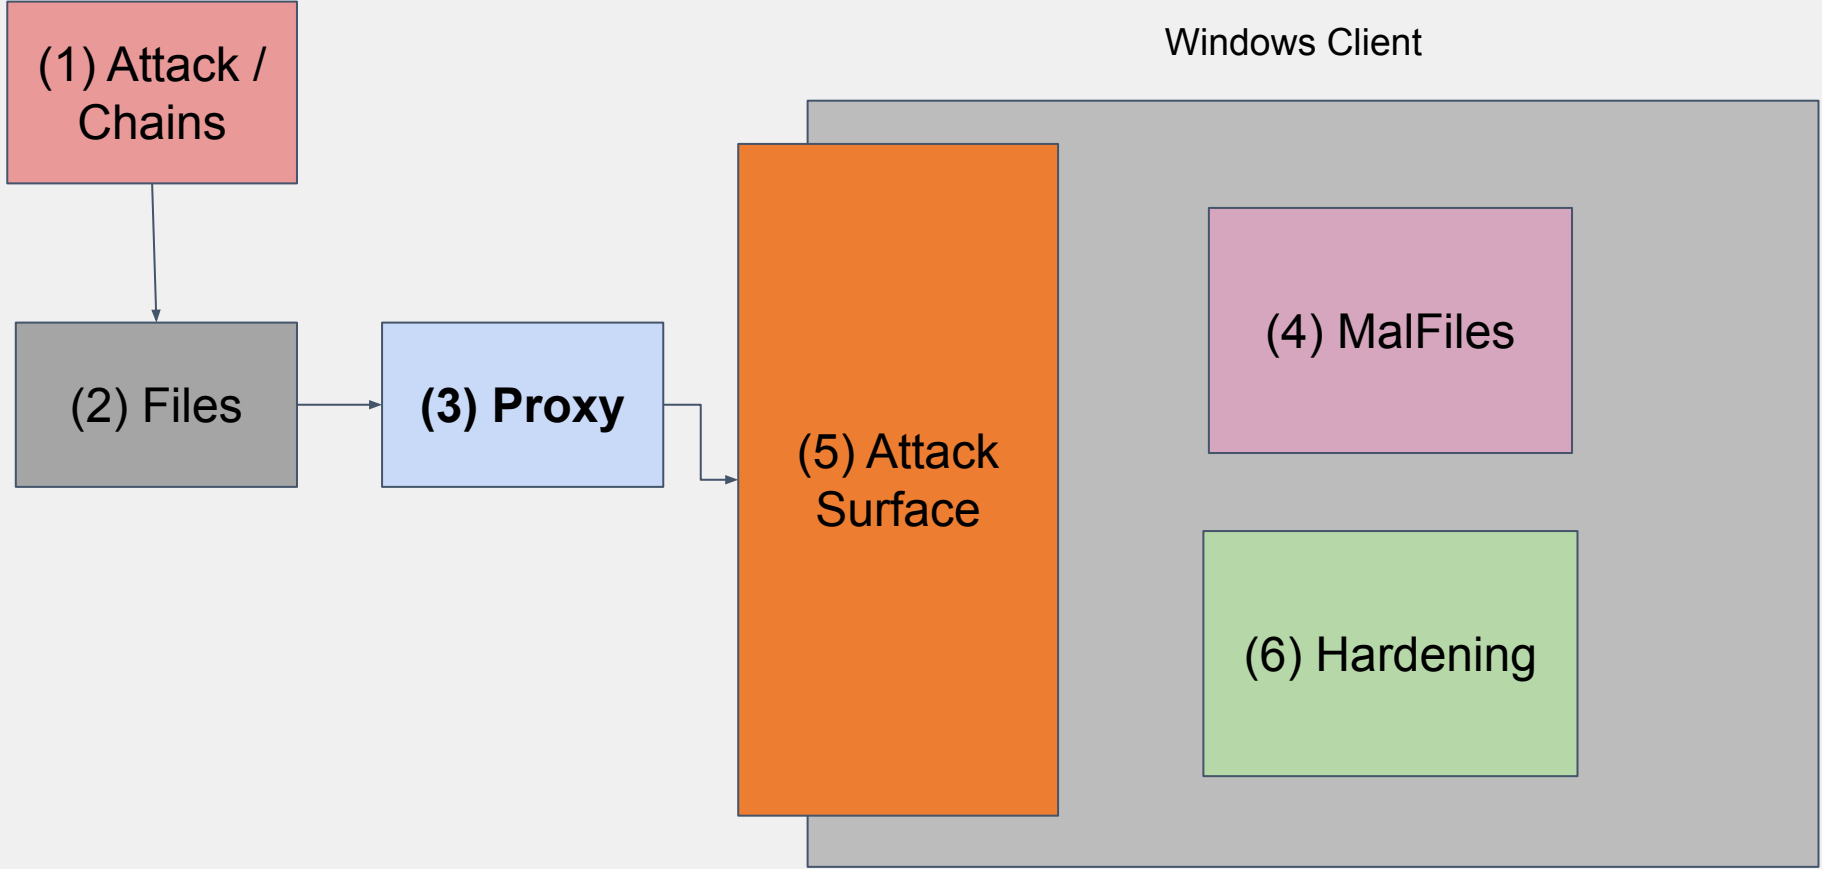 Windows Client
(1) Attack /
Chains
(2) Files
(3) Proxy
(5) Attack
Surface
(4) MalFiles
(6) Hardening